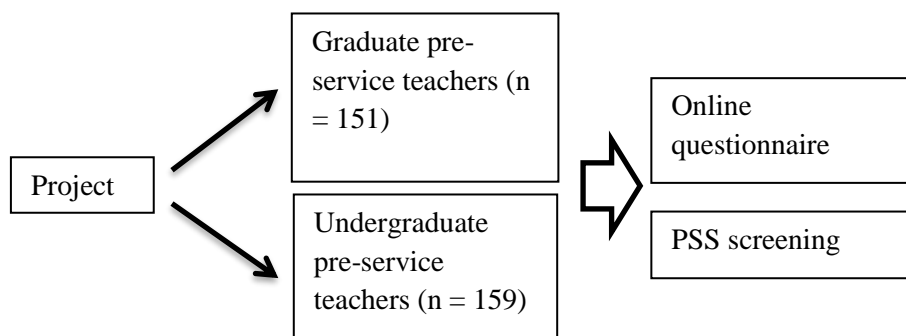 Graduate pre-
service teachers (n
= 151)
Online
questionnaire
Project
Undergraduate
pre-service
teachers (n = 159)
PSS screening